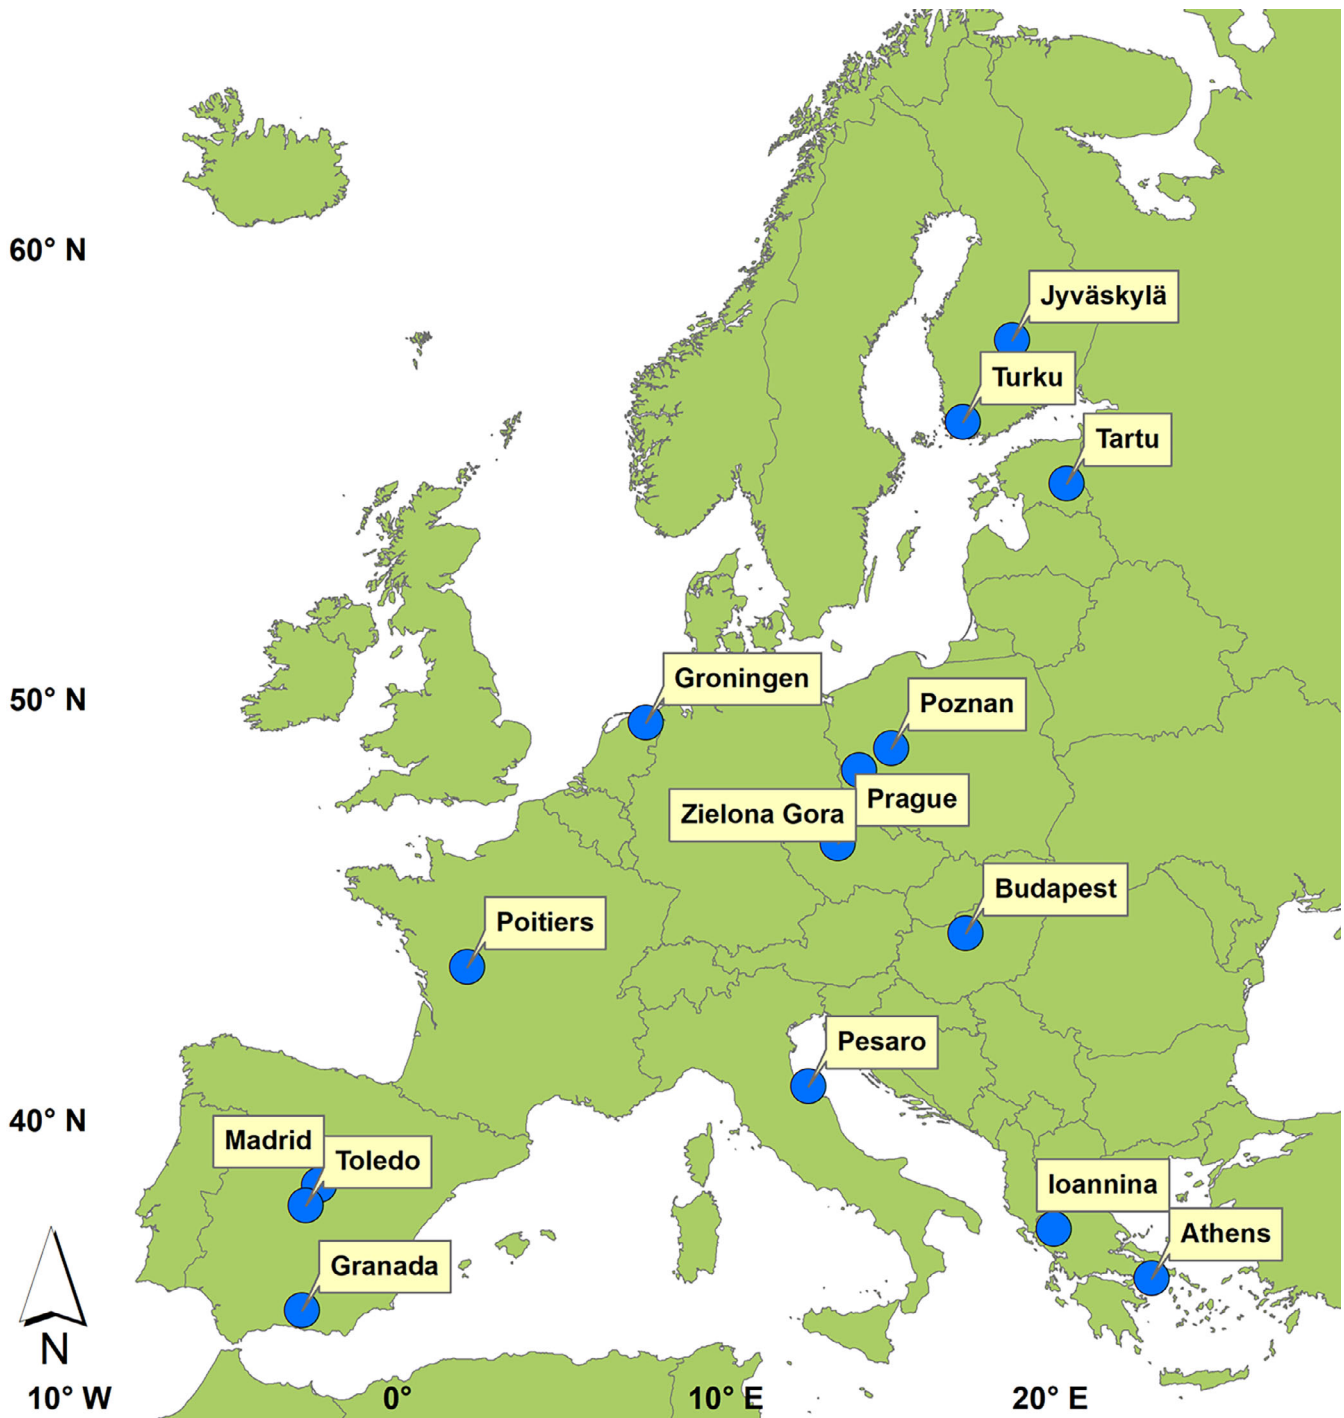 60° N
Jyväskylä
Turku
Tartu
Groningen
50° N
Poznan
Prague
Zielona Gora
Budapest
Poitiers
Pesaro
40° N
Madrid
Toledo
Ioannina
Athens
Granada
N
10° W
0°
10° E
20° E